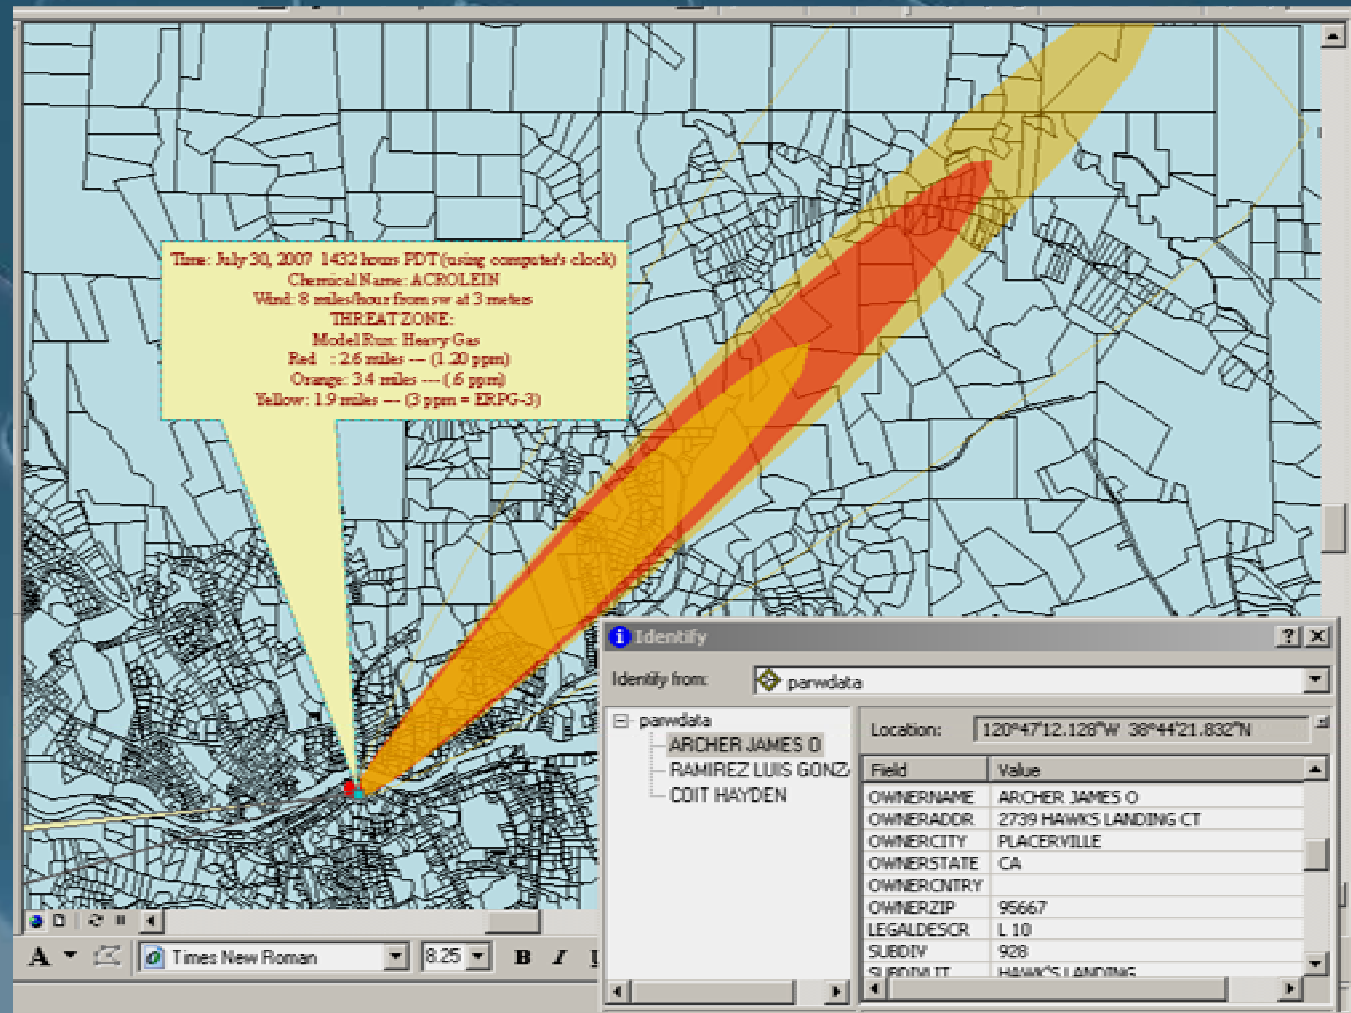 Time: July 30, 2007 1432 hours PDT (using computer's clock)
Chemical Name: ACROLEIN
Wind: 8 miles/hour from sw at 3 meters
THREAT ZONE:
Model Run: Heavy Gas
Red : 2.6 miles --- (1.20 ppm)
Orange: 3.4 miles --- (.6 ppm)
Yellow: 1.9 miles --- (3 ppm = ERPG-3)
Identify
Identify from: parwdata
parwdata
ARCHER JAMES O
RAMIREZ LUIS GONZ
COIT HAYDEN
Location: 120°47'12.128"W 38°44'21.832"N
Field Value
OWNERNAME ARCHER JAMES O
OWNERADDR 2739 HAWKS LANDING CT
OWNERCITY PLACERVILLE
OWNERSTATE CA
OWNERCNTRY
OWNERZIP 95667
LEGALDESCR L 10
SUBDIV 928
SUBDIVLIT HAWK'S LANDING
A Times New Roman 8.25 B I U